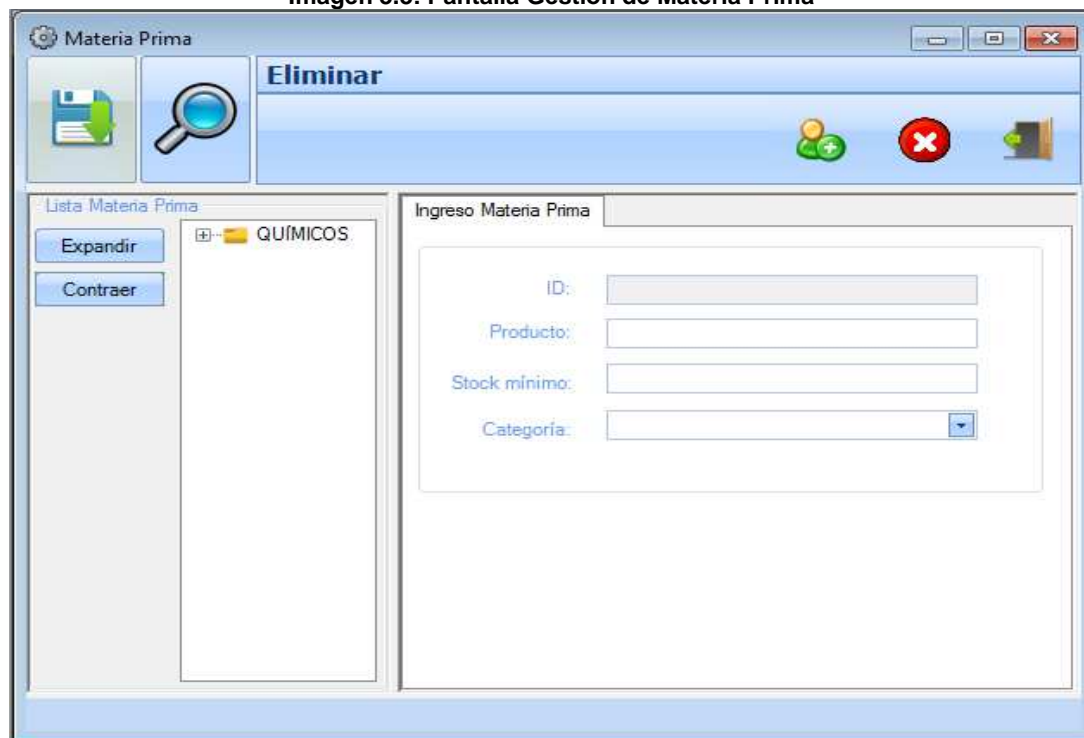 Imagen 3.3: Pantalla Gestión de Materia Prima
Materia Prima
Eliminar
Lista Materia Prima
Expandir
Contraer
QUÍMICOS
Ingreso Materia Prima
ID:
Producto:
Stock mínimo:
Categoría: